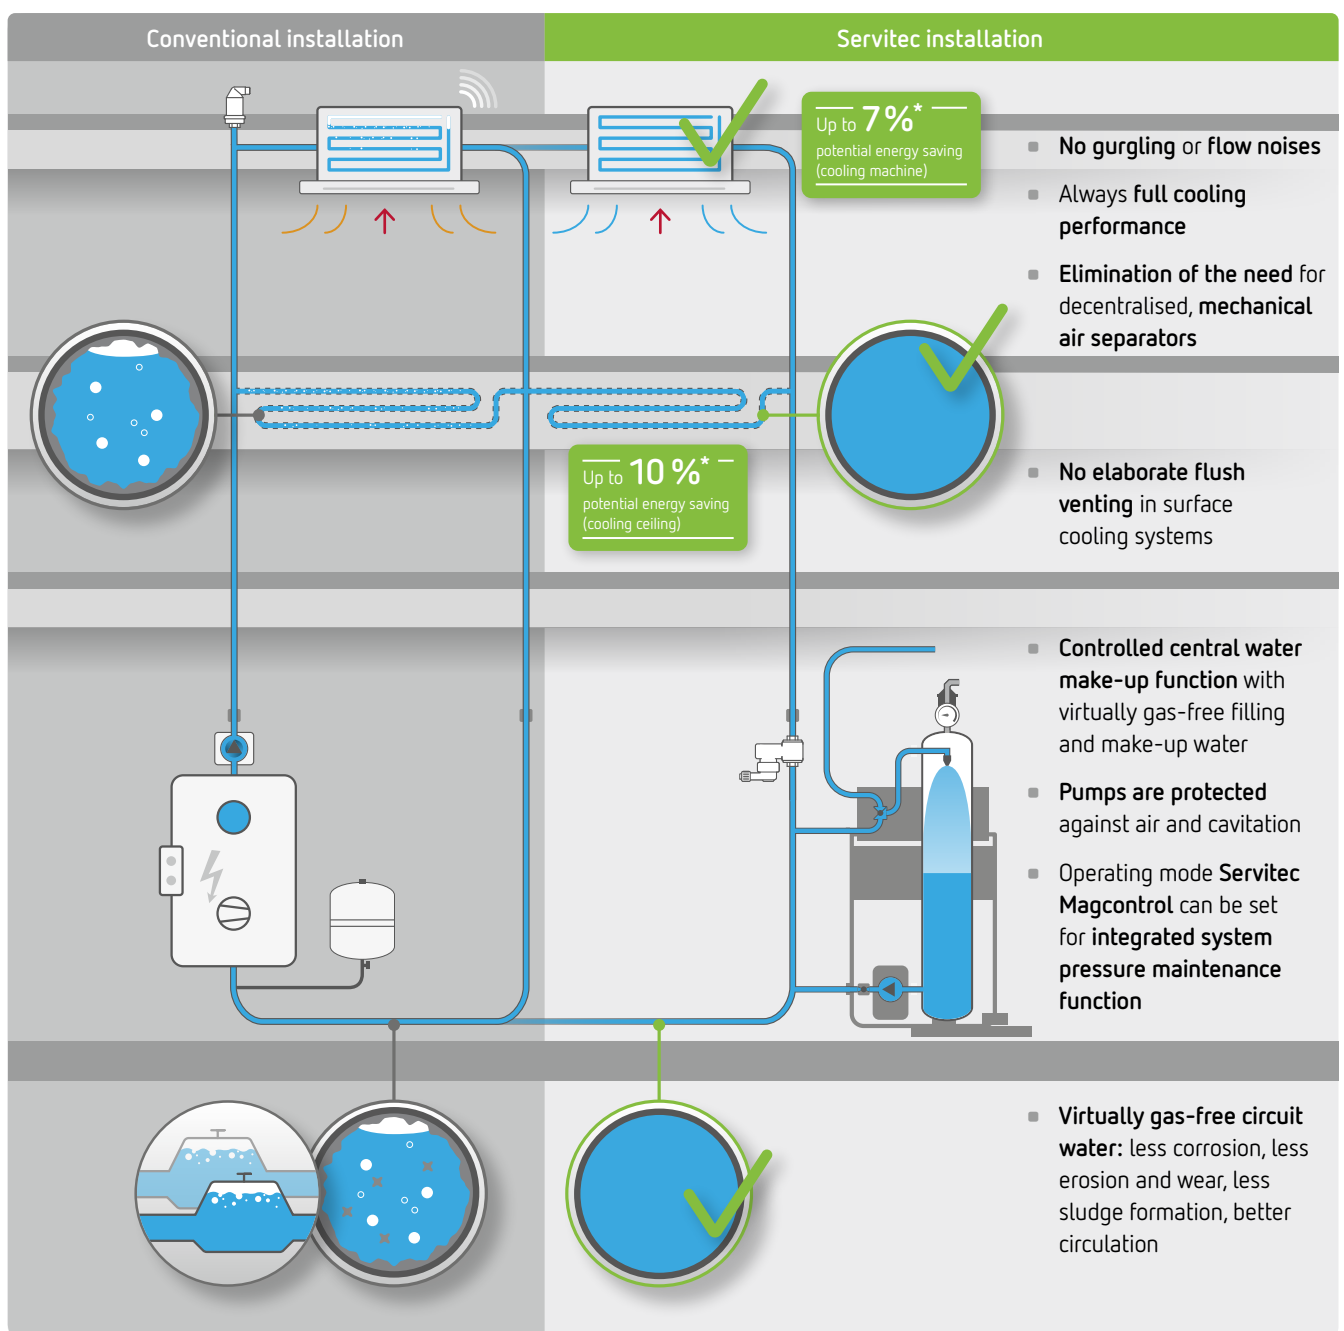 Conventional installation
Servitec installation
Up to 7 %*
potential energy saving
(cooling machine)
▪ No gurgling or flow noises
▪ Always full cooling
performance
▪ Elimination of the need for
decentralised, mechanical
air separators
Up to 10 %*
potential energy saving
(cooling ceiling)
▪ No elaborate flush
venting in surface
cooling systems
▪ Controlled central water
make-up function with
virtually gas-free filling
and make-up water
▪ Pumps are protected
against air and cavitation
▪ Operating mode Servitec
Magcontrol can be set
for integrated system
pressure maintenance
function
▪ Virtually gas-free circuit
water: less corrosion, less
erosion and wear, less
sludge formation, better
circulation